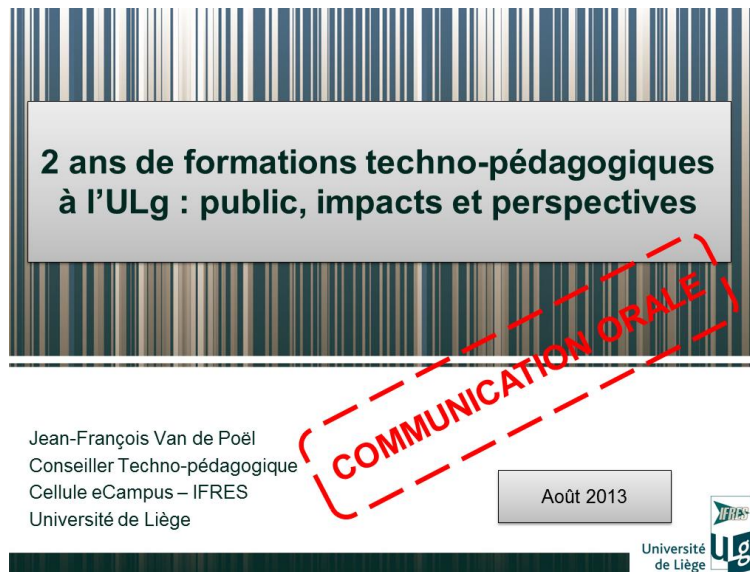 2 ans de formations techno-pédagogiques
à l'ULg : public, impacts et perspectives
COMMUNICATION ORALE
Jean-François Van de Poël
Conseiller Techno-pédagogique
Cellule eCampus – IFRES
Université de Liège
Août 2013
IFRES
Université
de Liège
ULg